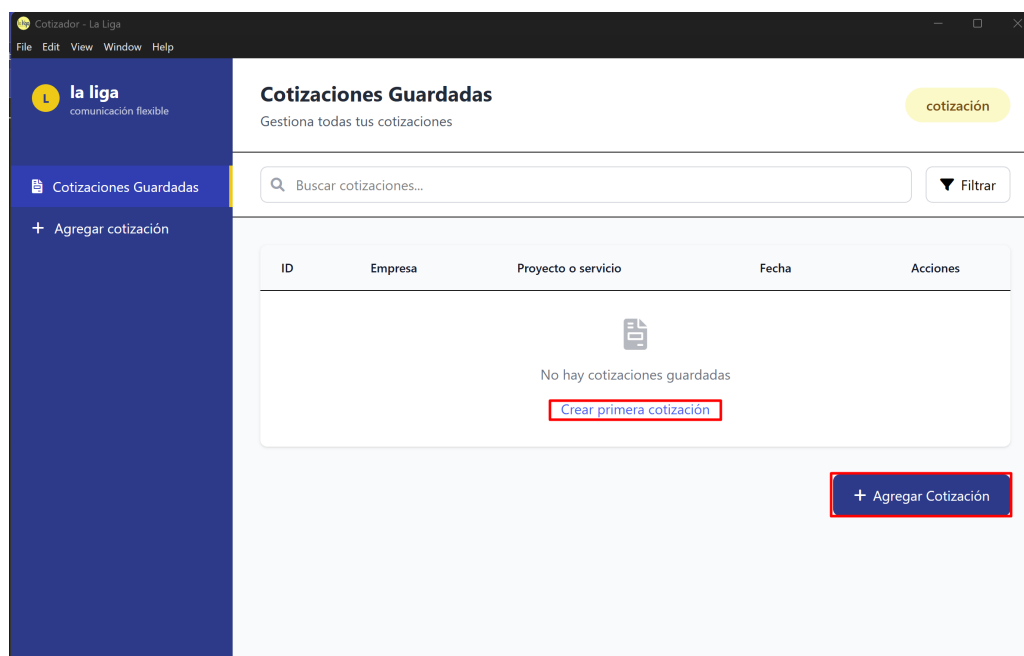 Cotizador - La Liga
File Edit View Window Help
L
la liga
comunicación flexible
Cotizaciones Guardadas
Agregar cotización
Cotizaciones Guardadas
Gestiona todas tus cotizaciones
cotización
Buscar cotizaciones...
Filtrar
ID Empresa Proyecto o servicio Fecha Acciones
No hay cotizaciones guardadas
Crear primera cotización
+ Agregar Cotización